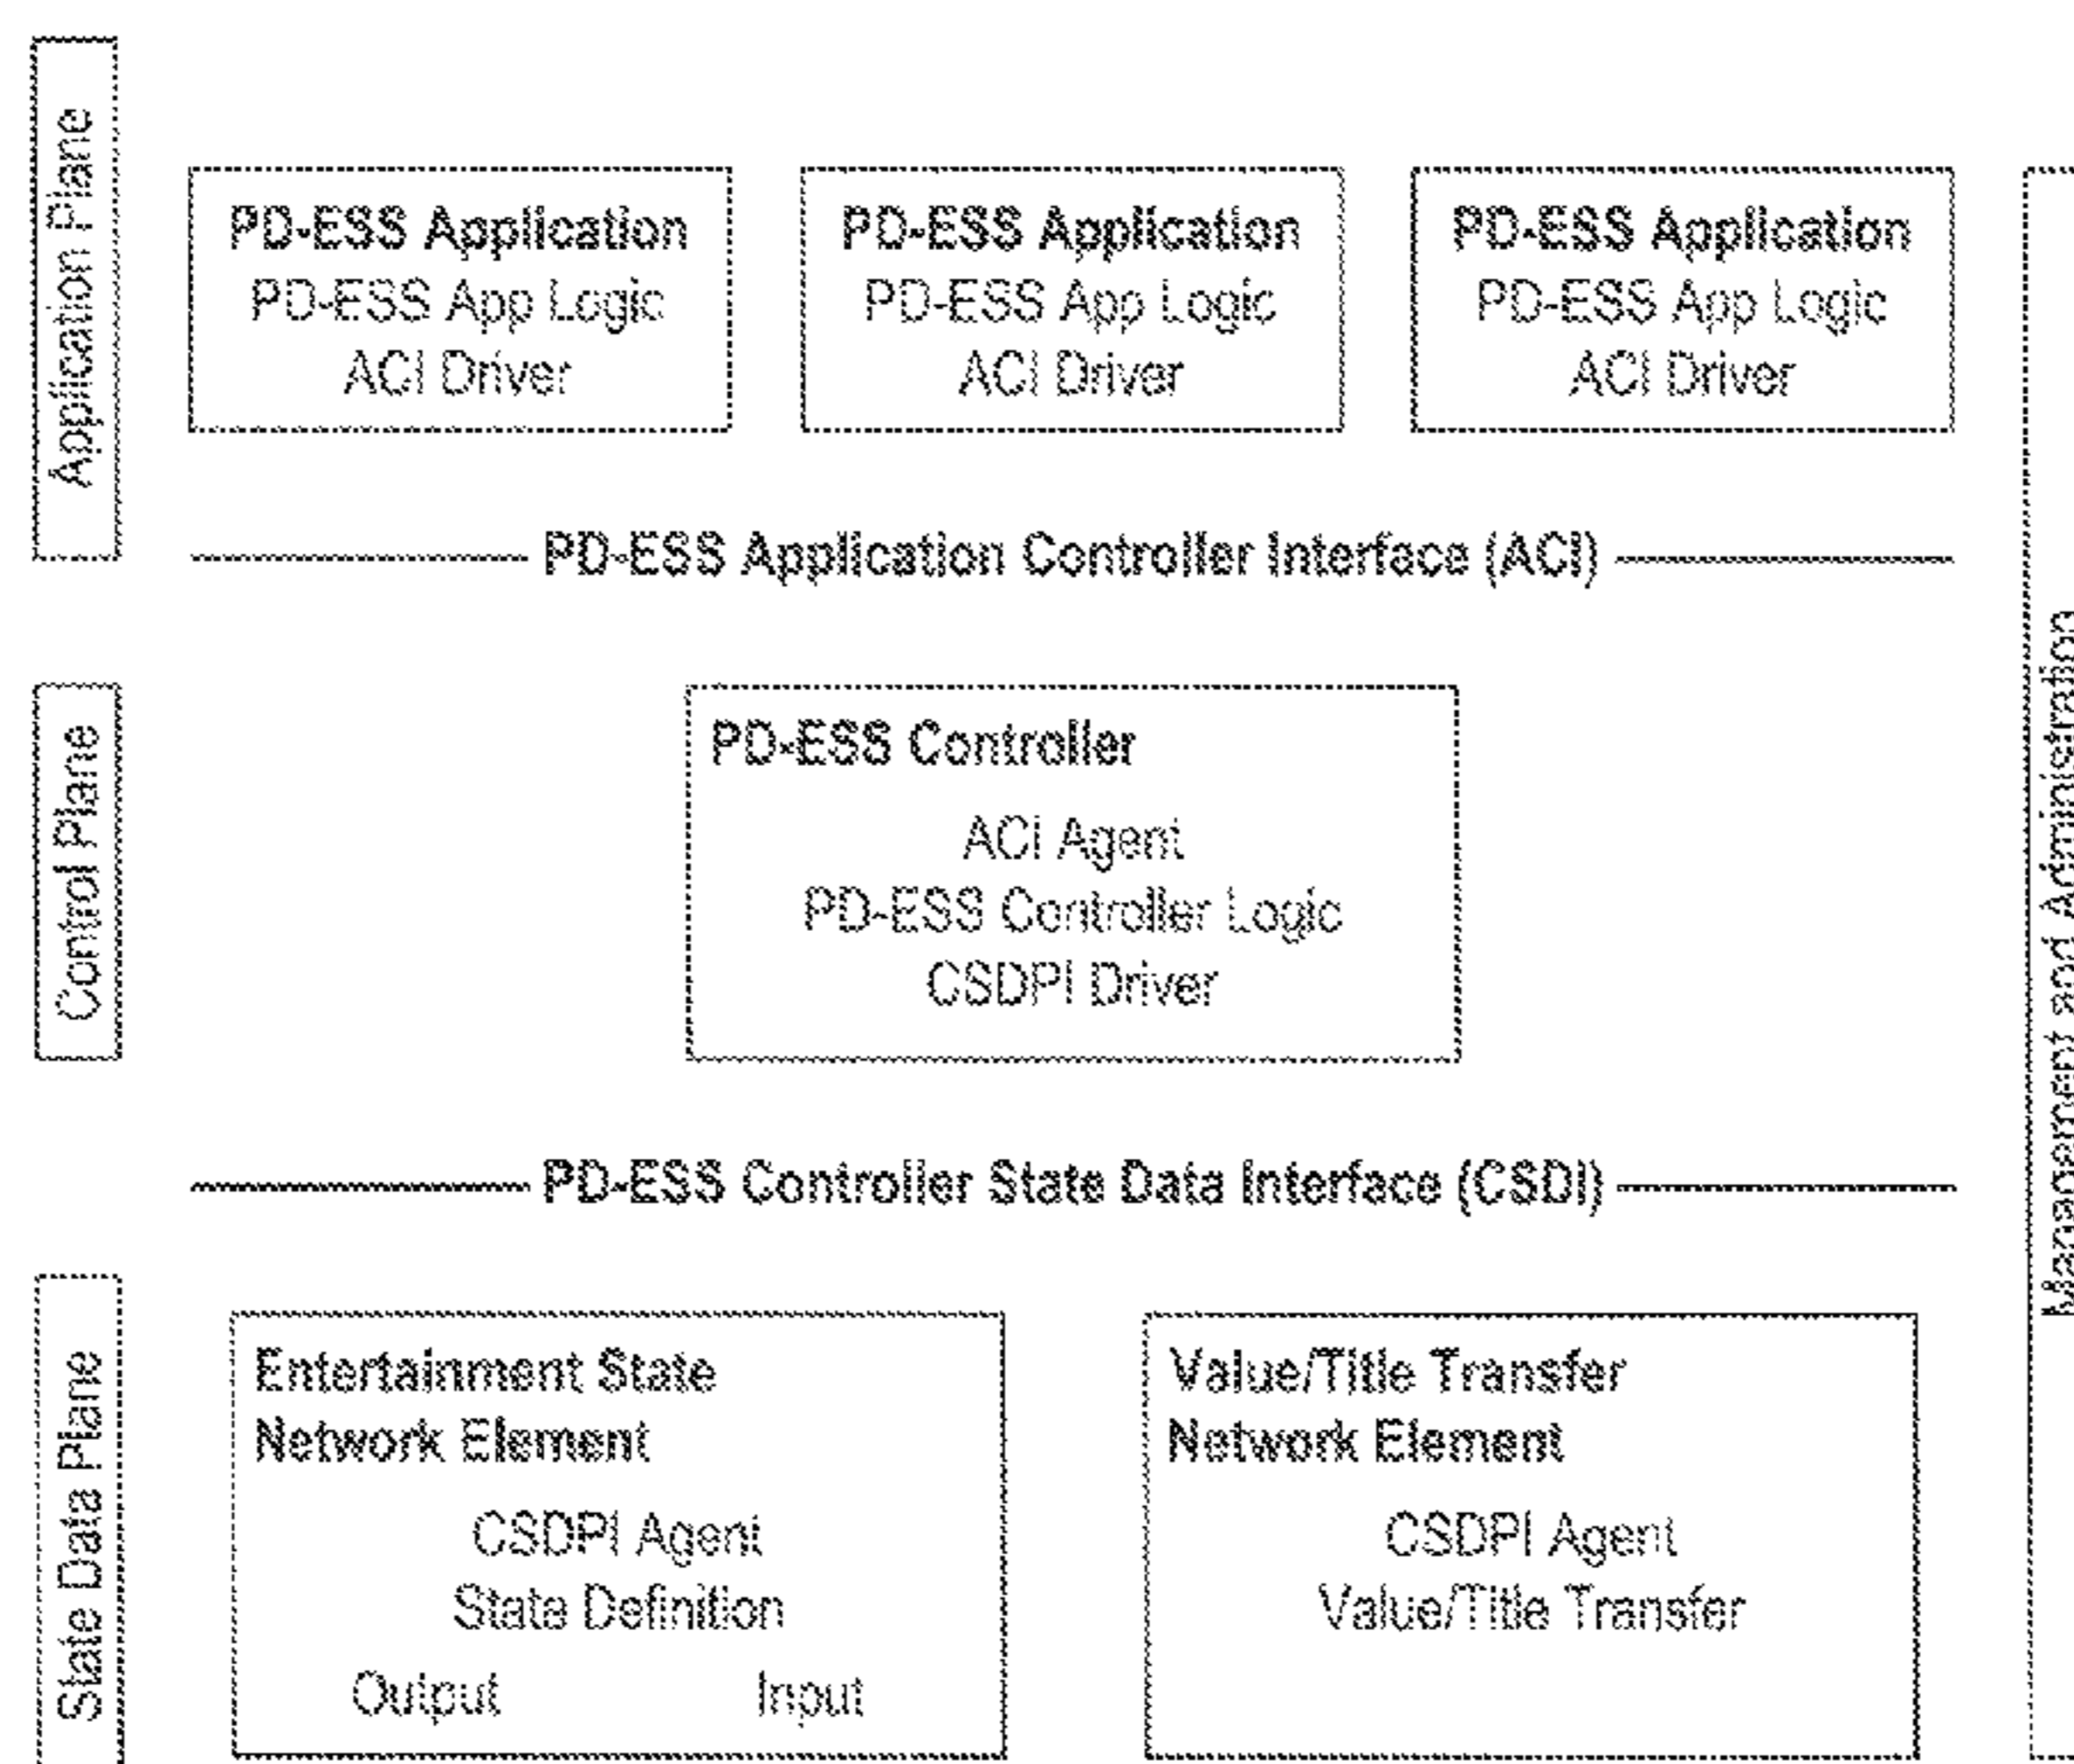 Application Plane
PD-ESS Application
PD-ESS App Logic
ACI Driver
PD-ESS Application
PD-ESS App Logic
ACI Driver
PD-ESS Application
PD-ESS App Logic
ACI Driver
PD-ESS Application Controller Interface (ACI)
Control Plane
PD-ESS Controller
ACI Agent
PD-ESS Controller Logic
CSDPI Driver
PD-ESS Controller State Data Interface (CSDI)
State Data Plane
Entertainment State
Network Element
CSDPI Agent
State Definition
Output Input
Value/Title Transfer
Network Element
CSDPI Agent
Value/Title Transfer
Management and Administration